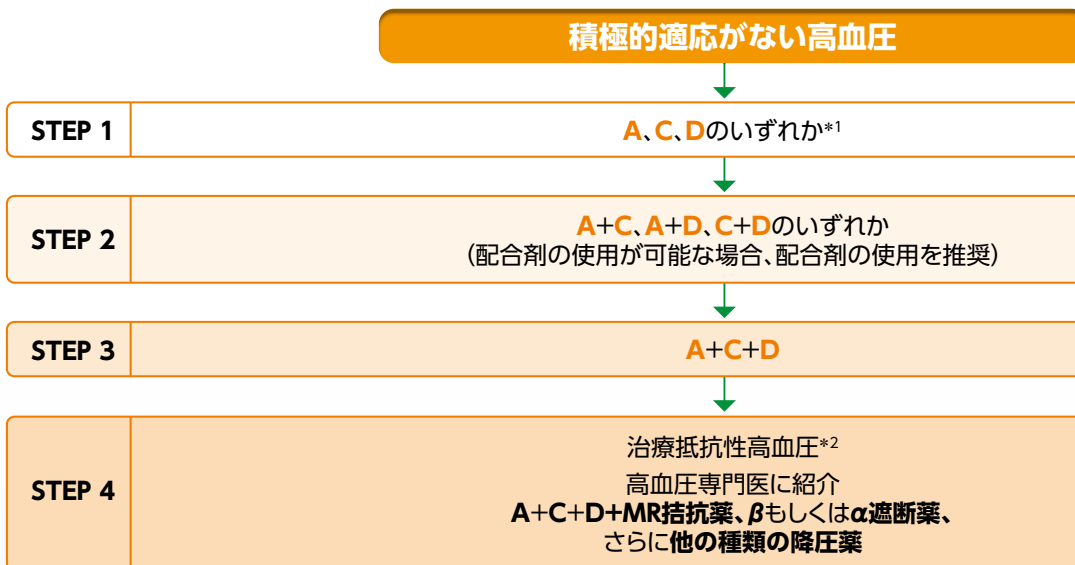 積極的適応がない高血圧
STEP 1
A、C、Dのいずれか*1
STEP 2
A+C、A+D、C+Dのいずれか
(配合剤の使用が可能な場合、配合剤の使用を推奨)
STEP 3
A+C+D
STEP 4
治療抵抗性高血圧*2
高血圧専門医に紹介
A+C+D+MR拮抗薬、βもしくはα遮断薬、
さらに他の種類の降圧薬